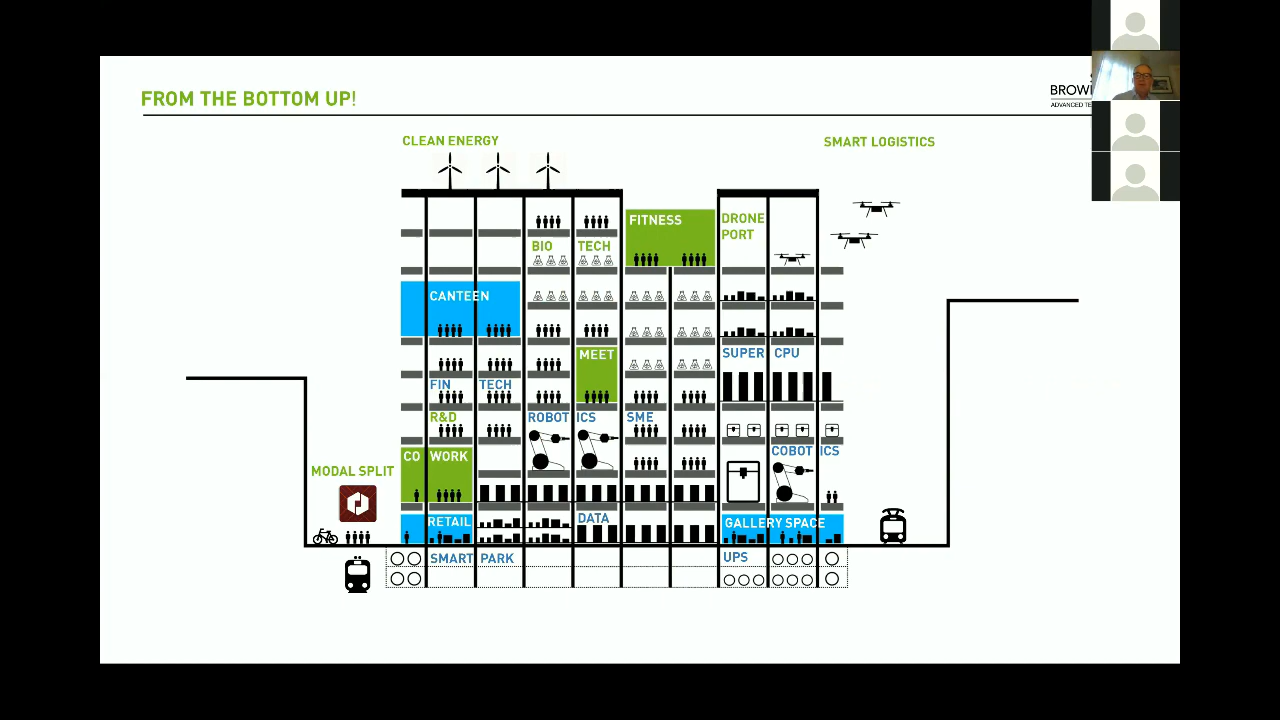 FROM THE BOTTOM UP!
CLEAN ENERGY
SMART LOGISTICS
FITNESS
DRONE
PORT
BIO TECH
CANTEEN
MEET
SUPER CPU
FIN TECH
R&D
ROBOT ICS
SME
CO WORK
COBOT ICS
MODAL SPLIT
RETAIL
DATA
GALLERY SPACE
SMART PARK
UPS